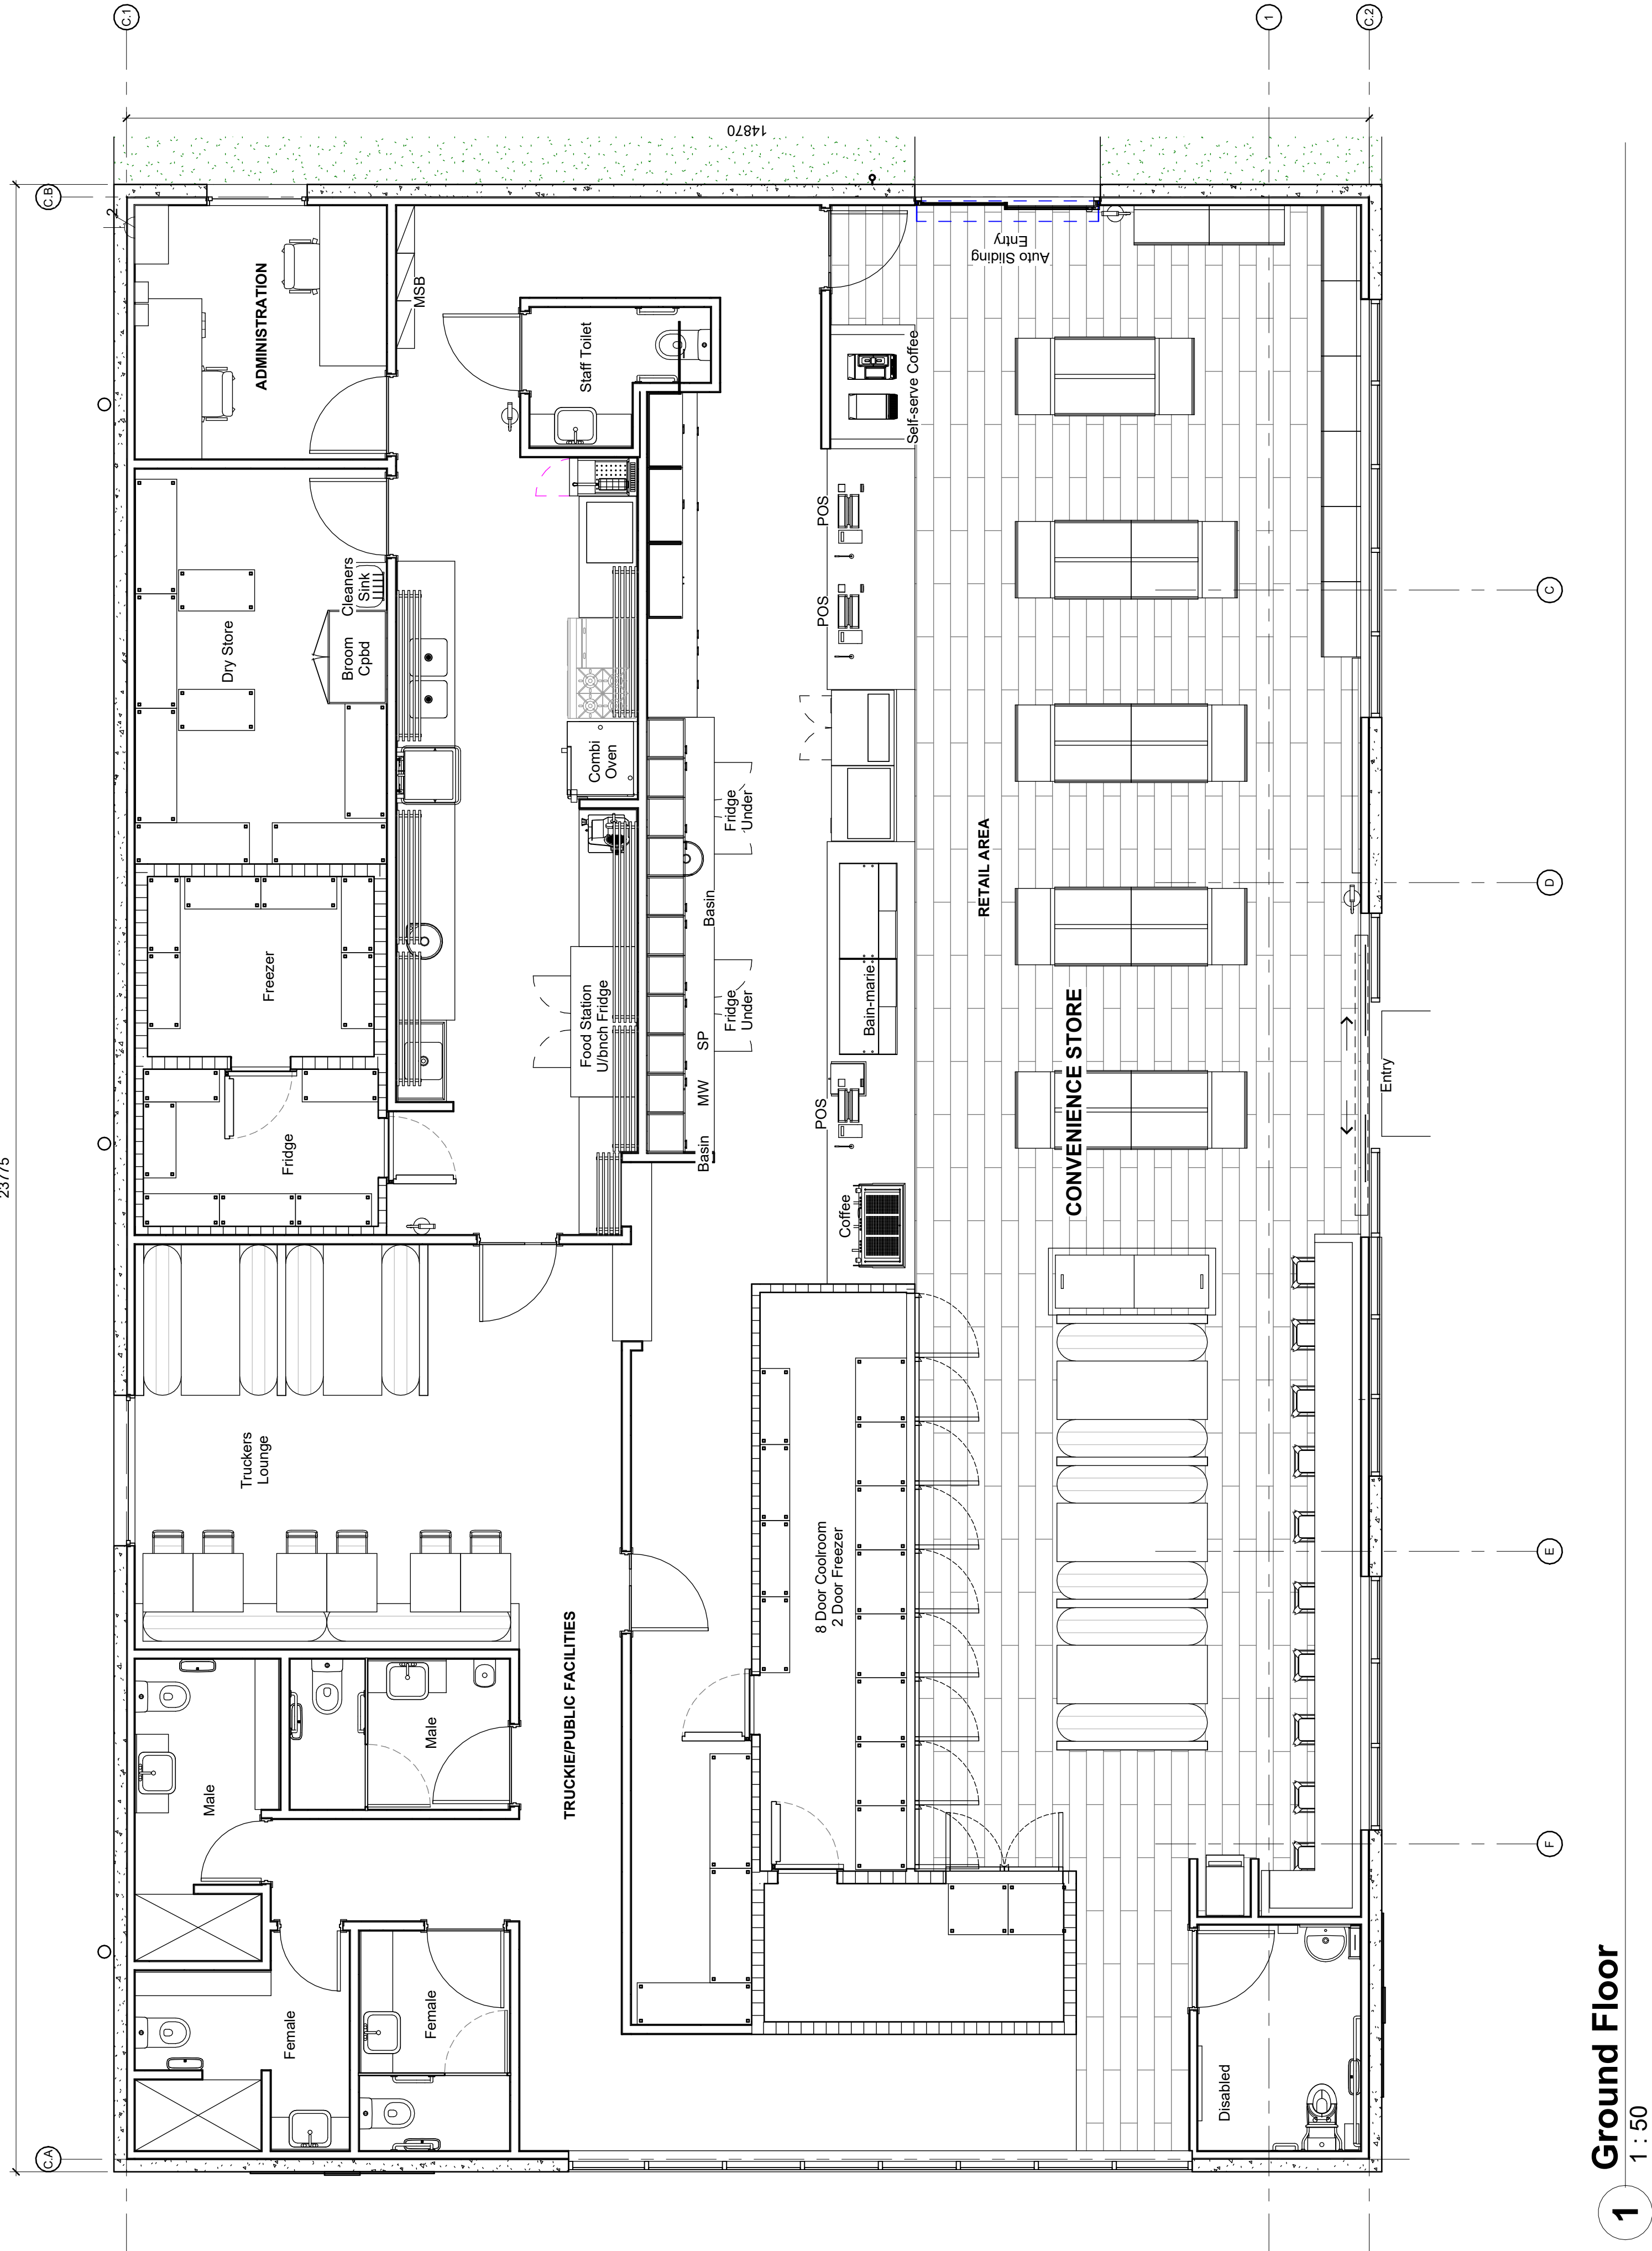 C.A
C.B
23775
C.1
1
C.2
14870
2
ADMINISTRATION
MSB
Staff Toilet
Dry Store
Broom
Cpbd
Cleaners
Sink
Freezer
Fridge
Combi
Oven
Food Station
U/bnch Fridge
Fridge
Under
Fridge
Under
Basin
MW
SP
Basin
Self-serve Coffee
Auto Sliding
Entry
POS
POS
POS
Bain-marie
Coffee
RETAIL AREA
CONVENIENCE STORE
Entry
Truckers
Lounge
TRUCKIE/PUBLIC FACILITIES
Male
Male
Female
Female
8 Door Coolroom
2 Door Freezer
Disabled
F
E
D
C
1
Ground Floor
1 : 50